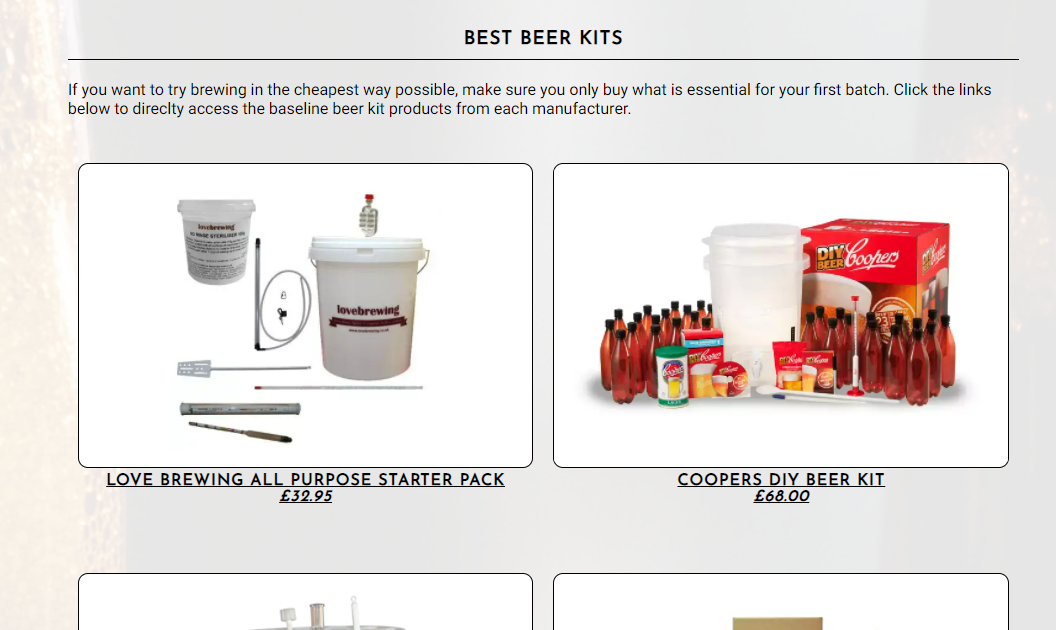 BEST BEER KITS
If you want to try brewing in the cheapest way possible, make sure you only buy what is essential for your first batch. Click the links
below to direclty access the baseline beer kit products from each manufacturer.
lovebrewing
lovebrewing
DIY
BEER
Coopers
LOVE BREWING ALL PURPOSE STARTER PACK
£32.95
COOPERS DIY BEER KIT
£68.00